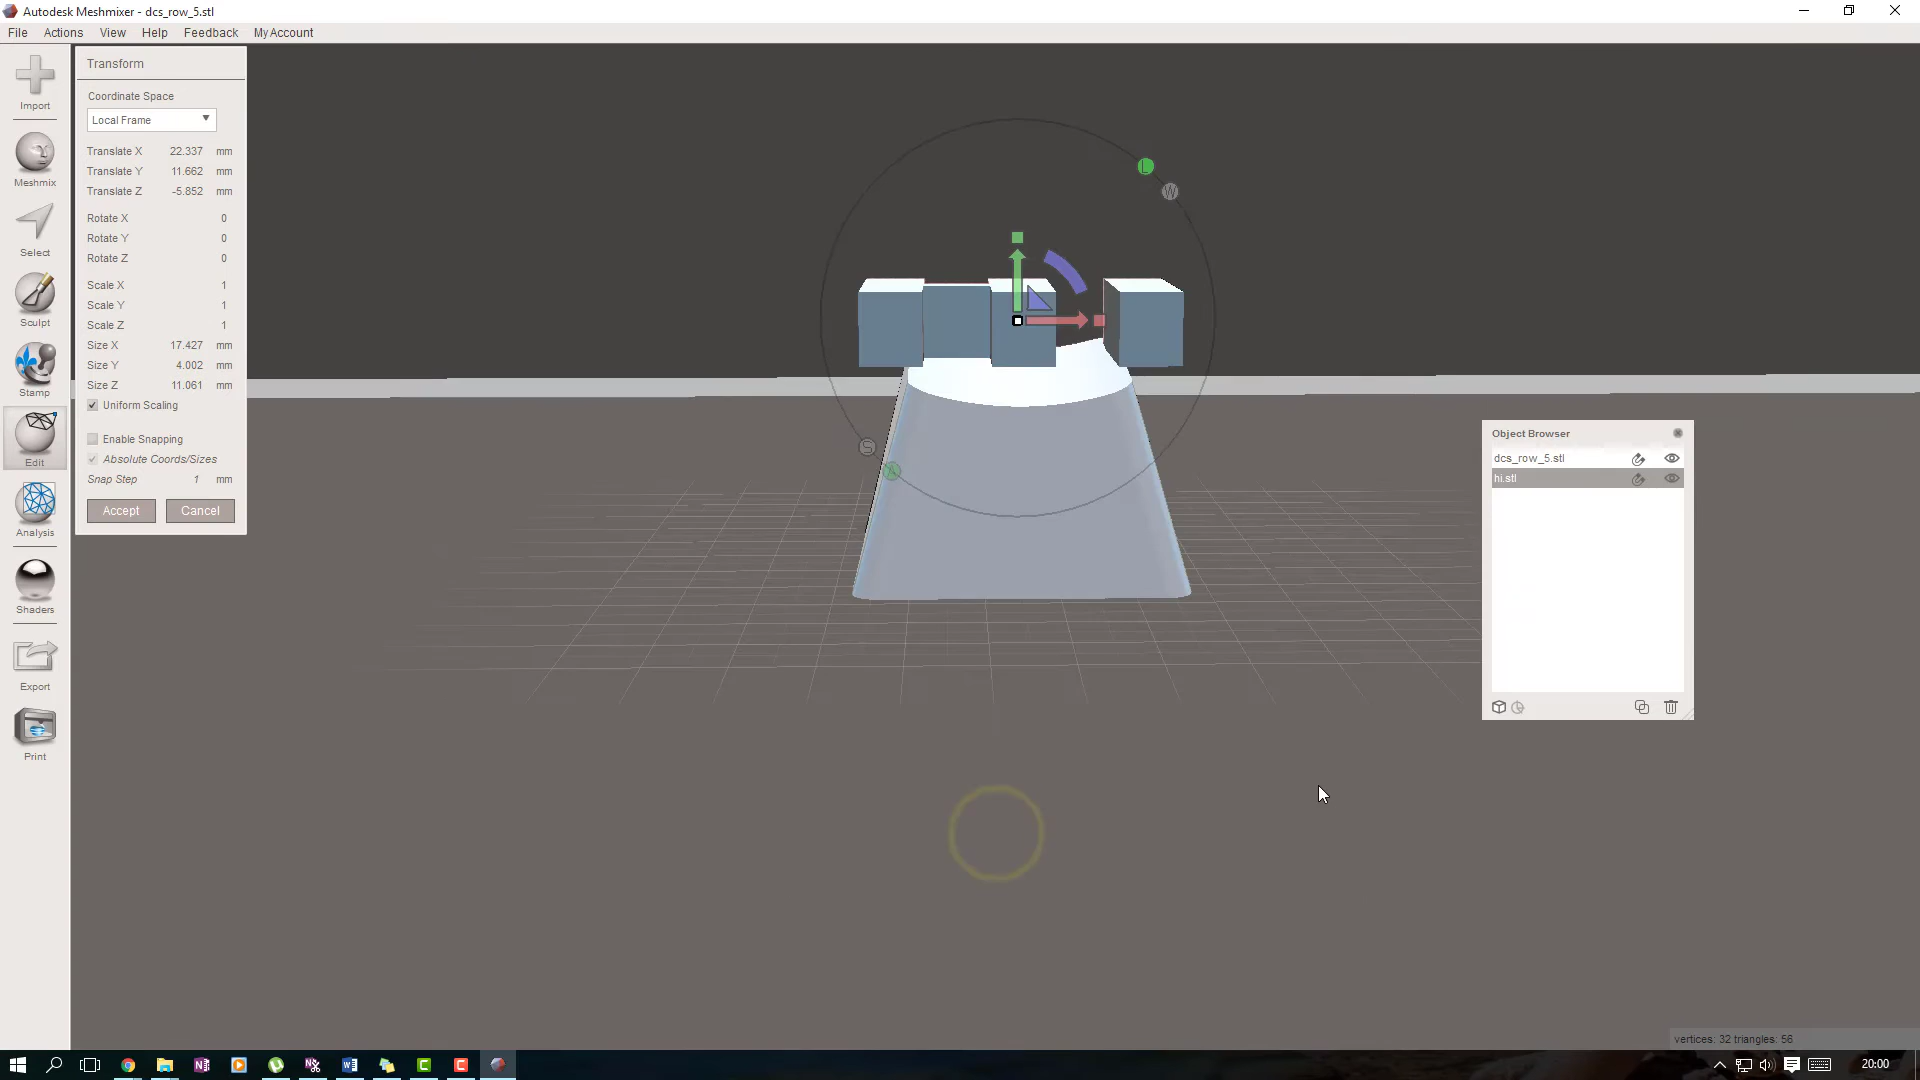 Autodesk Meshmixer - dcs_row_5.stl
File Actions View Help Feedback My Account
Import
Meshmix
Select
Sculpt
Stamp
Edit
Analysis
Shaders
Export
Print
Transform
Coordinate Space
Local Frame
Translate X 22.337 mm
Translate Y 11.662 mm
Translate Z -5.852 mm
Rotate X 0
Rotate Y 0
Rotate Z 0
Scale X 1
Scale Y 1
Scale Z 1
Size X 17.427 mm
Size Y 4.002 mm
Size Z 11.061 mm
Uniform Scaling
Enable Snapping
Absolute Coords/Sizes
Snap Step 1 mm
Accept Cancel
L
W
S
A
Object Browser
dcs_row_5.stl
hi.stl
vertices: 32 triangles: 56
20:00